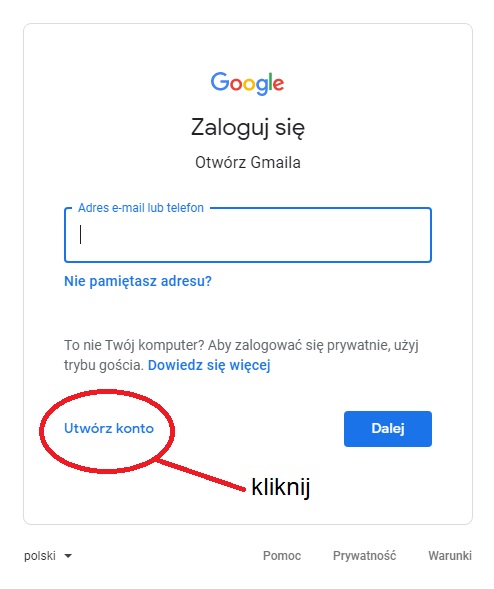 Google
Zaloguj się
Otwórz Gmaila
Adres e-mail lub telefon
Nie pamiętasz adresu?
To nie Twój komputer? Aby zalogować się prywatnie, użyj
trybu gościa. Dowiedz się więcej
Utwórz konto
Dalej
kliknij
polski
Pomoc
Prywatność
Warunki